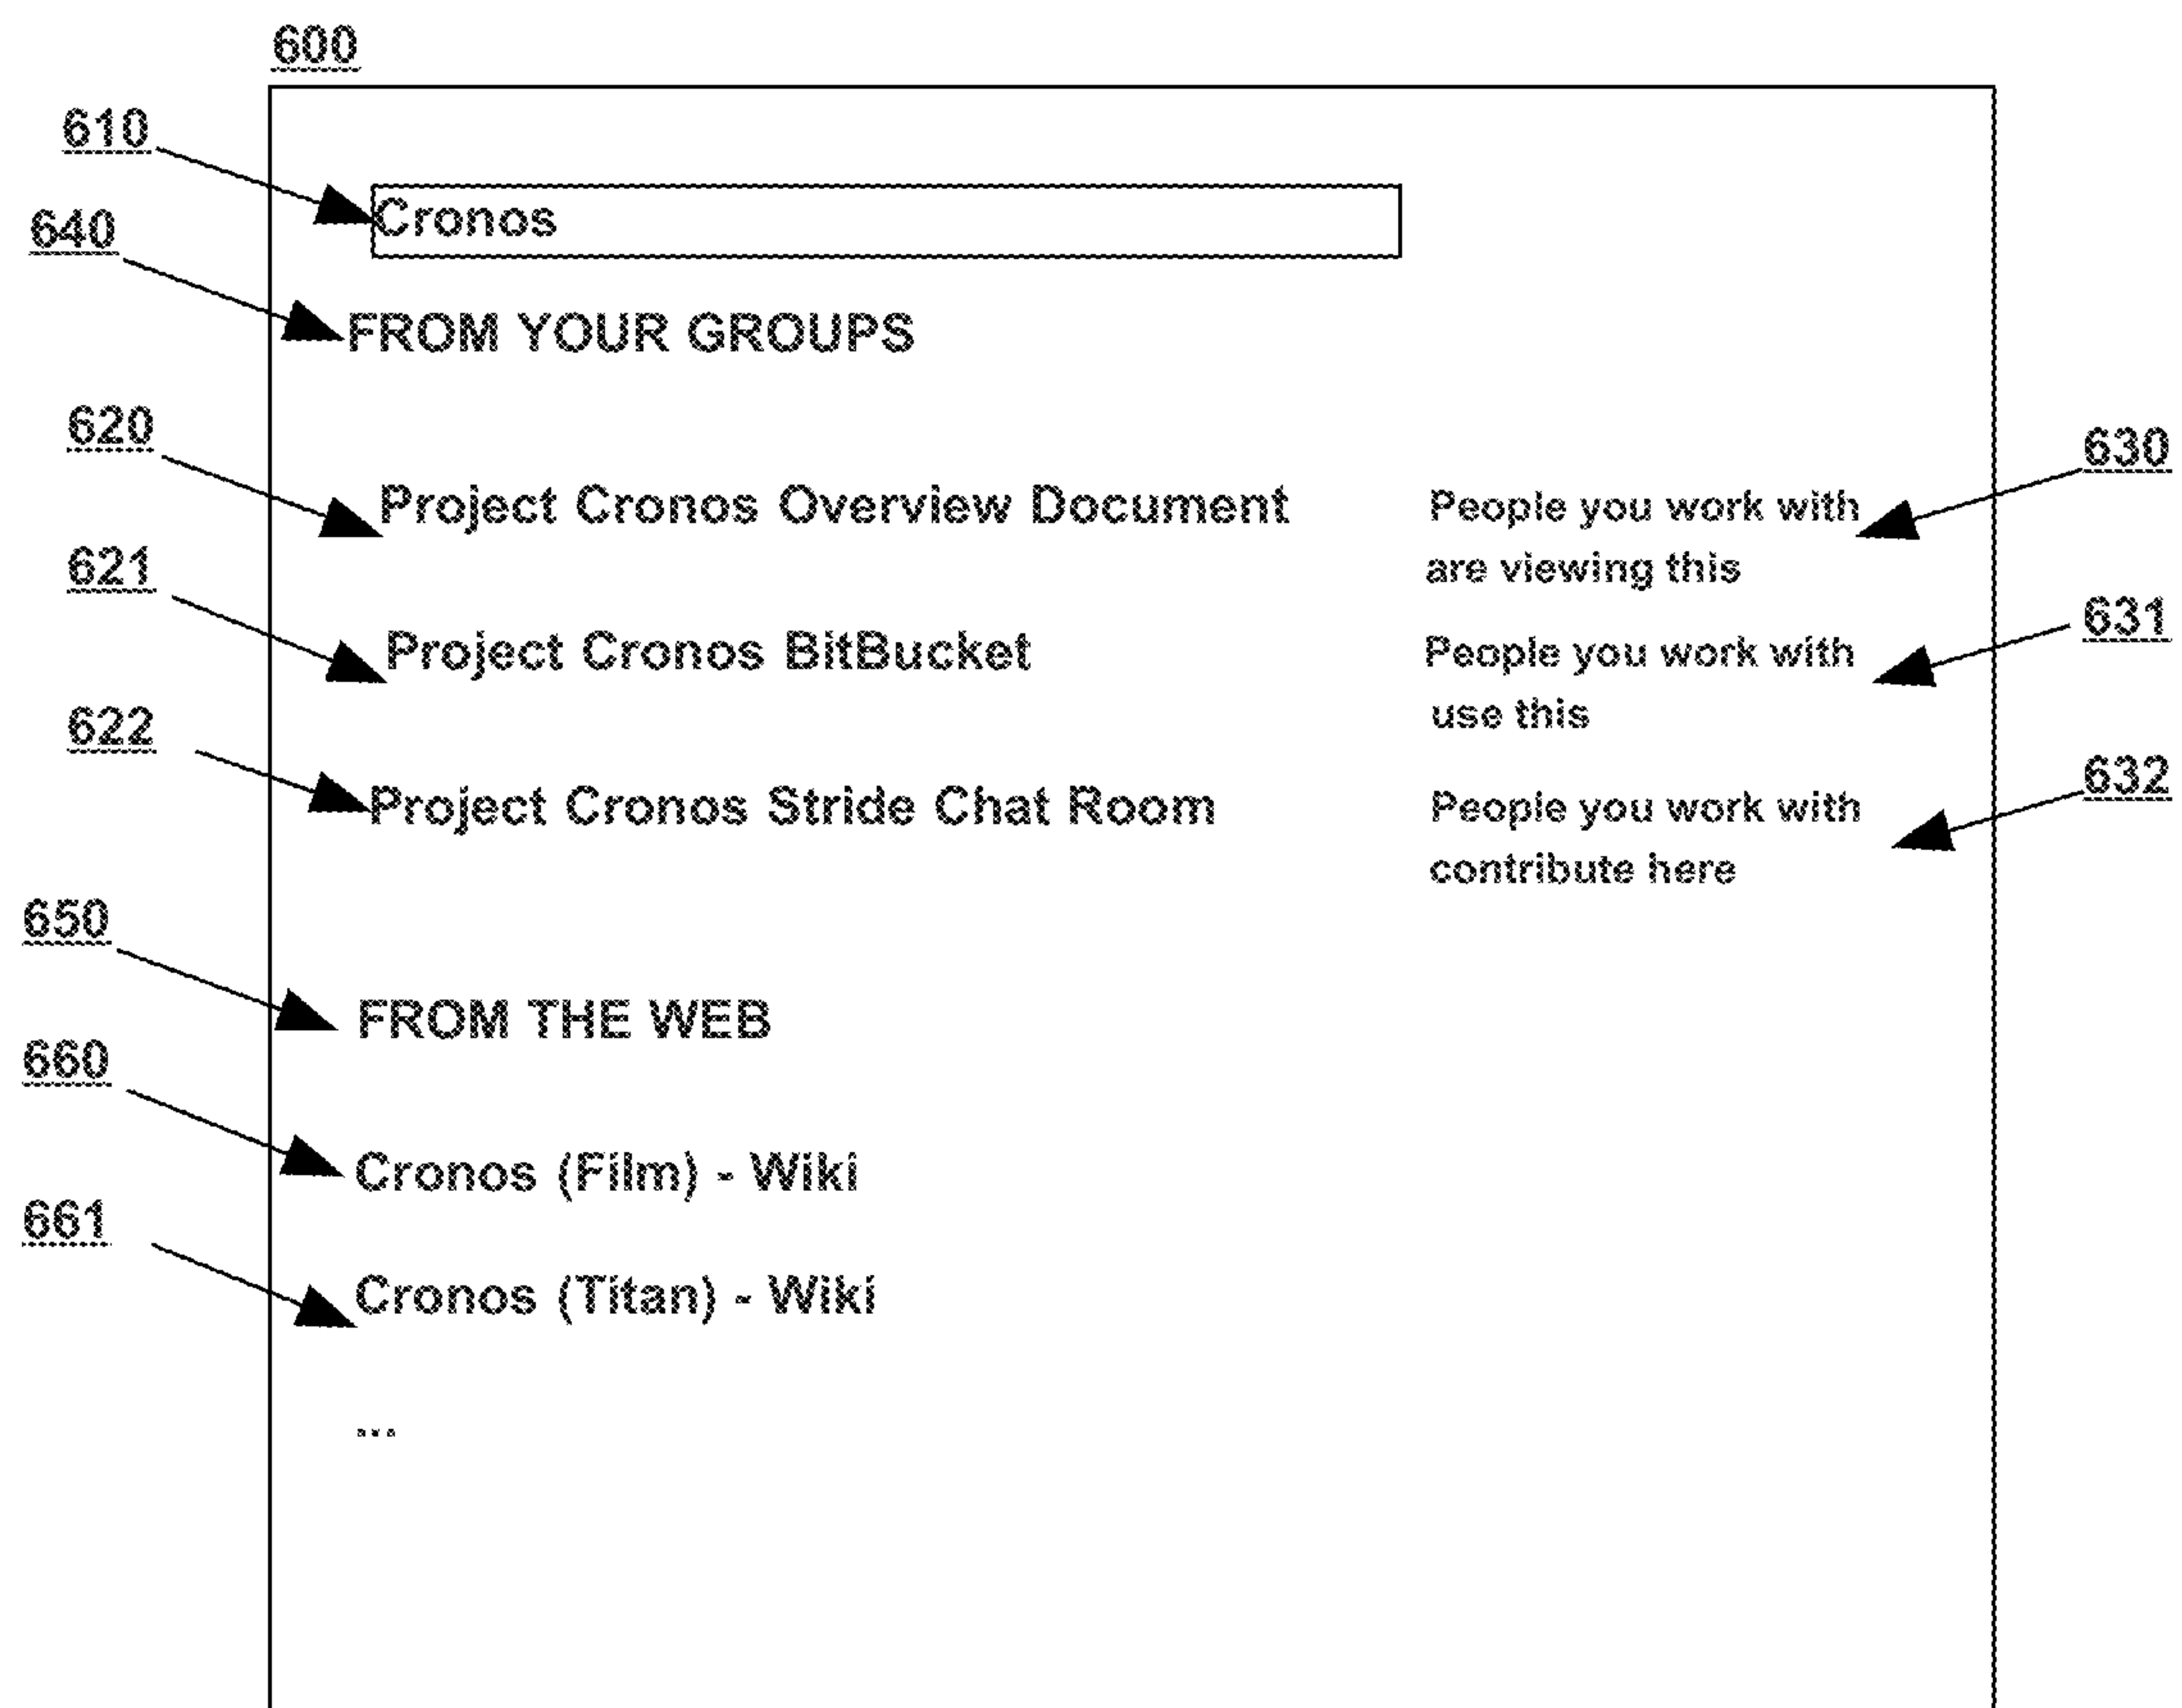 600
610
Cronos
640
FROM YOUR GROUPS
620
630
Project Cronos Overview Document
People you work with
are viewing this
621
631
Project Cronos BitBucket
People you work with
use this
622
632
Project Cronos Stride Chat Room
People you work with
contribute here
650
FROM THE WEB
660
Cronos (Film) - Wiki
661
Cronos (Titan) - Wiki
...